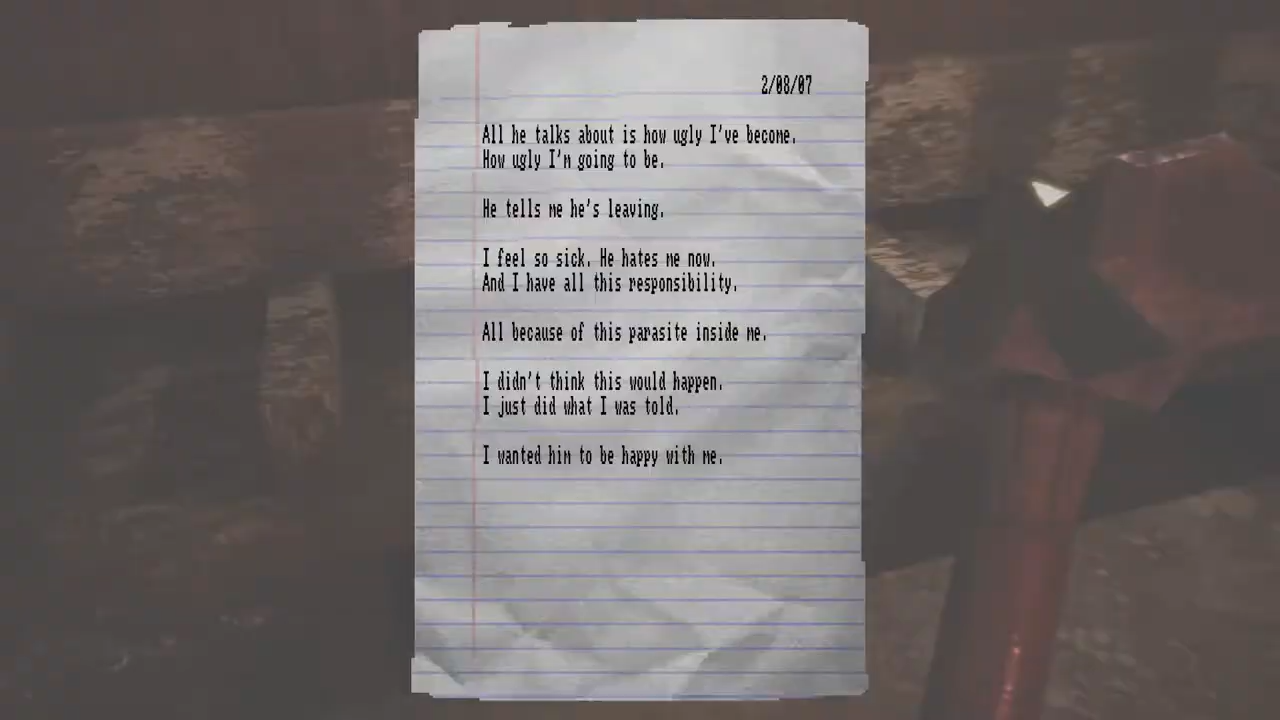 2/08/07
All he talks about is how ugly I've become.
How ugly I'm going to be.
He tells me he's leaving.
I feel so sick. He hates me now.
And I have all this responsibility.
All because of this parasite inside me.
I didn't think this would happen.
I just did what I was told.
I wanted him to be happy with me.